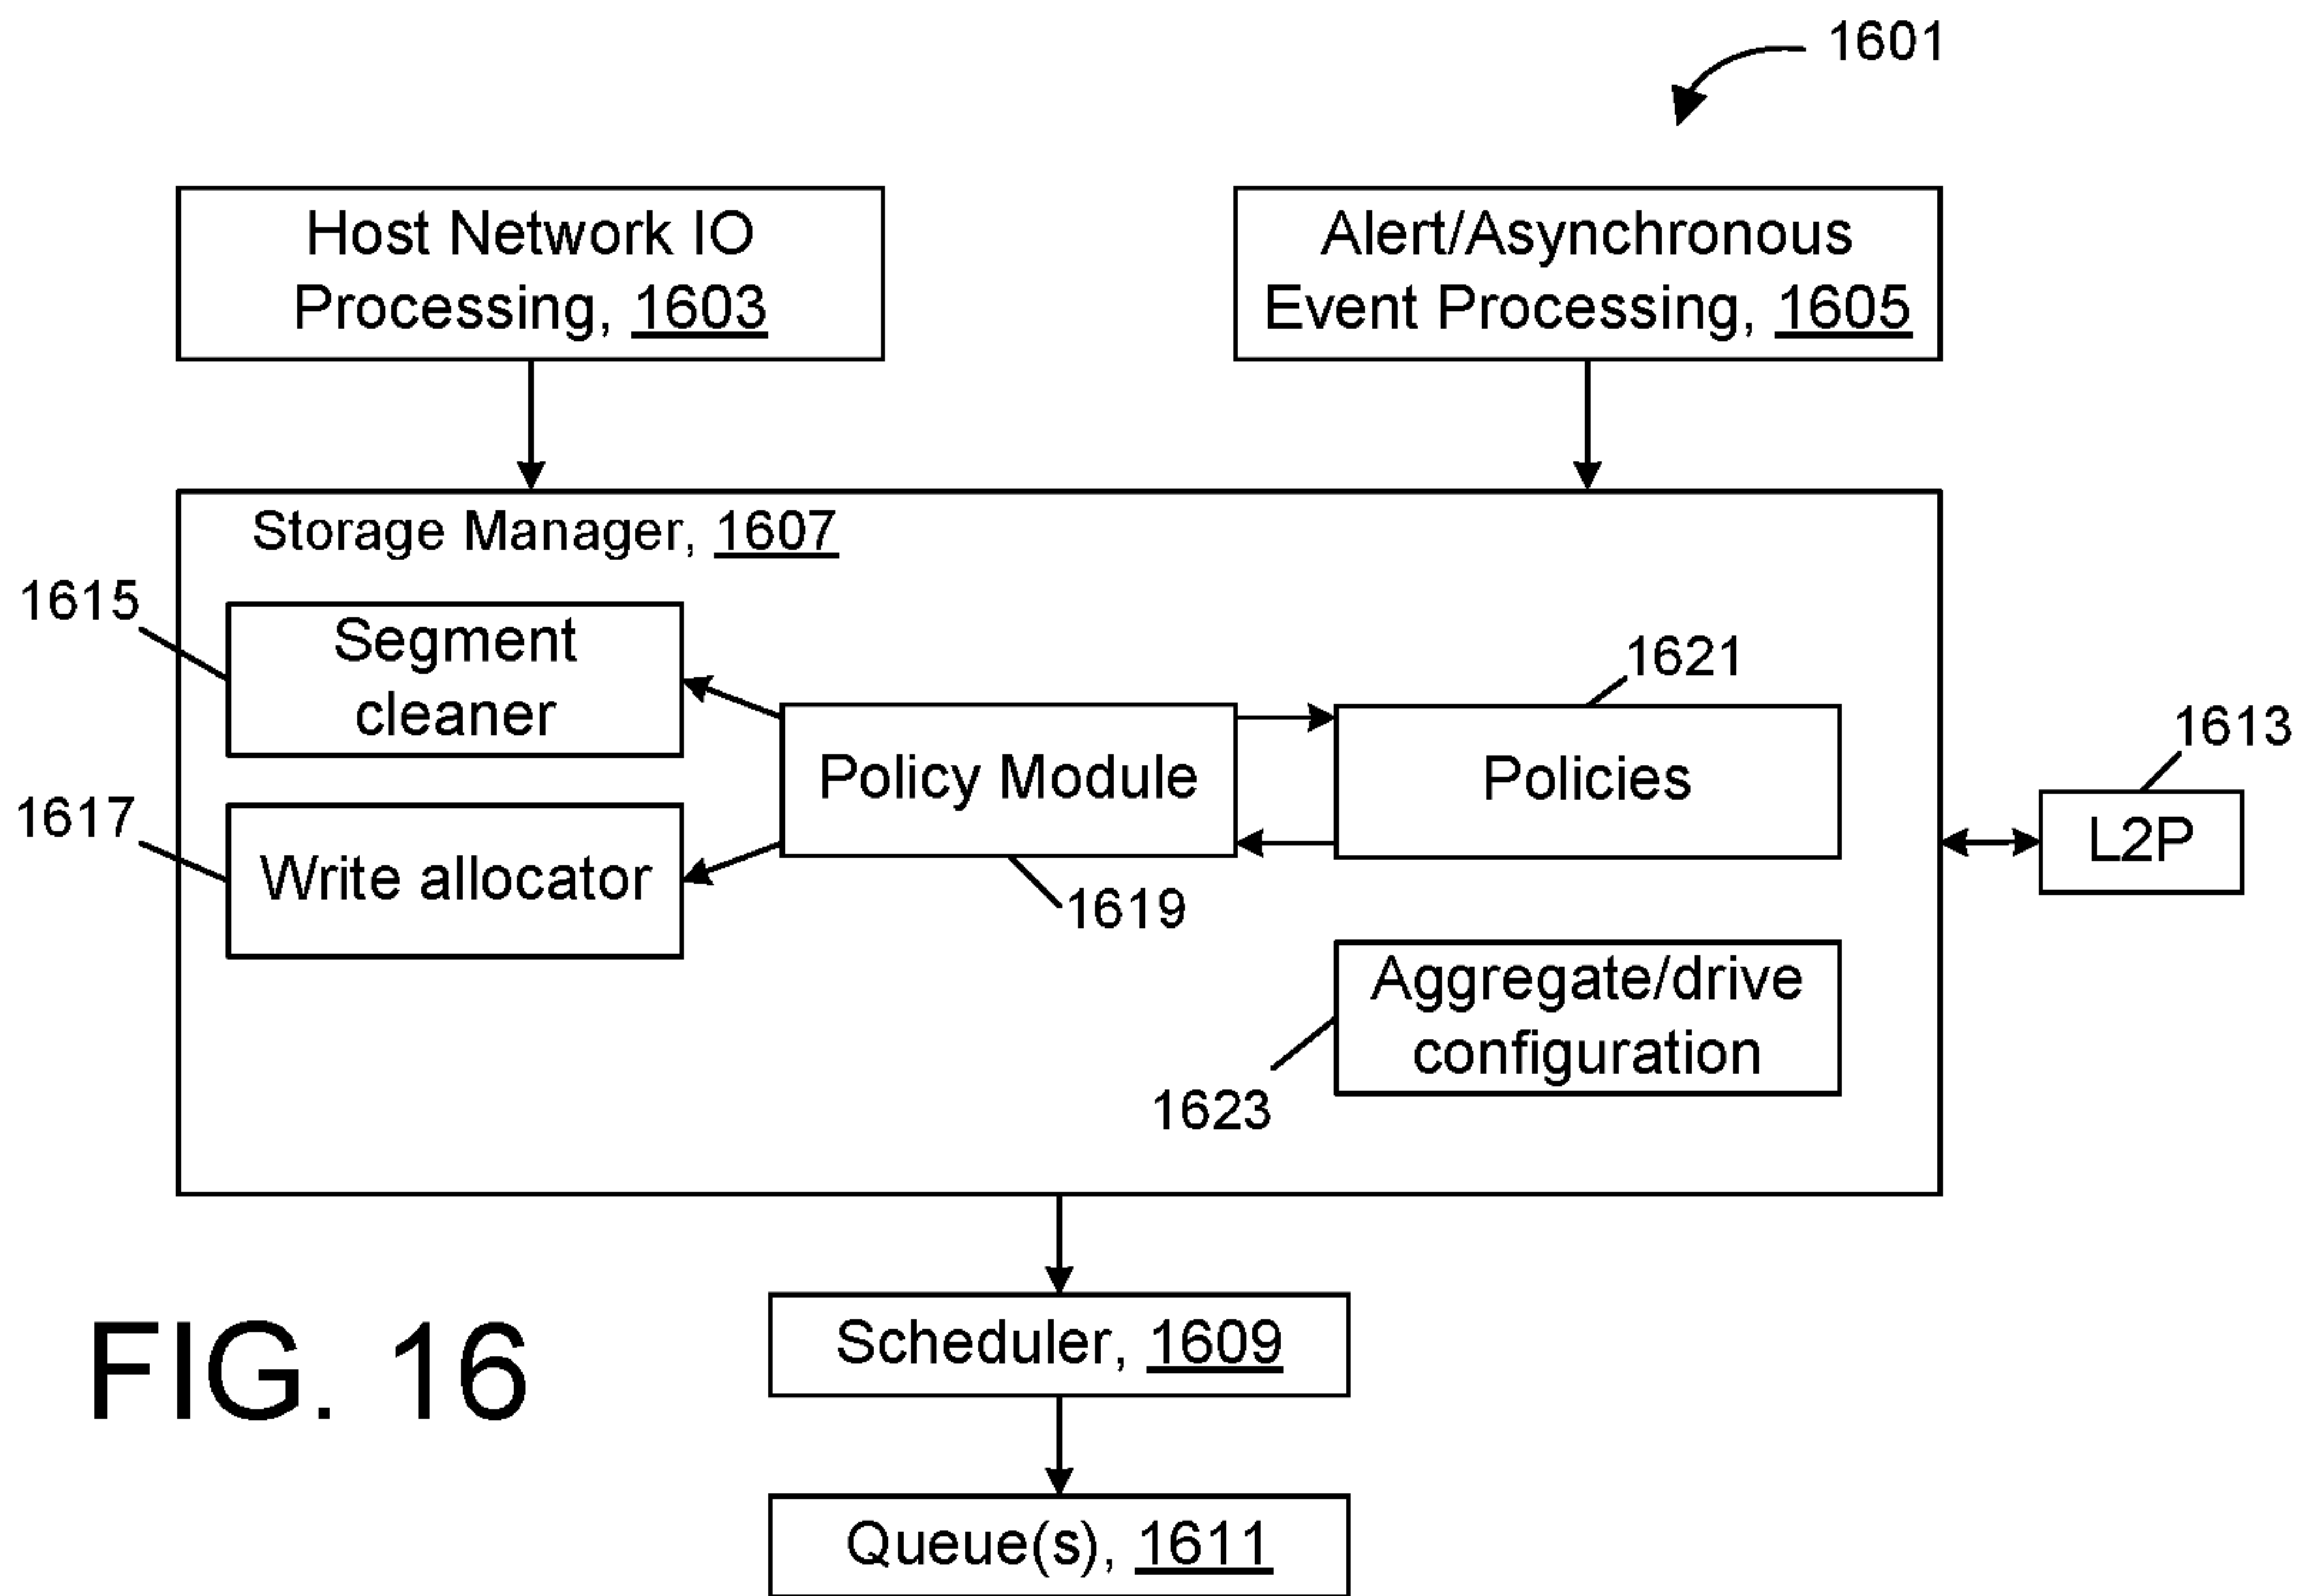 1601
Host Network IO
Processing, 1603
Alert/Asynchronous
Event Processing, 1605
Storage Manager, 1607
1615
Segment
cleaner
1621
1617
Write allocator
Policy Module
1619
Policies
1613
L2P
Aggregate/drive
configuration
1623
Scheduler, 1609
Queue(s), 1611
FIG. 16